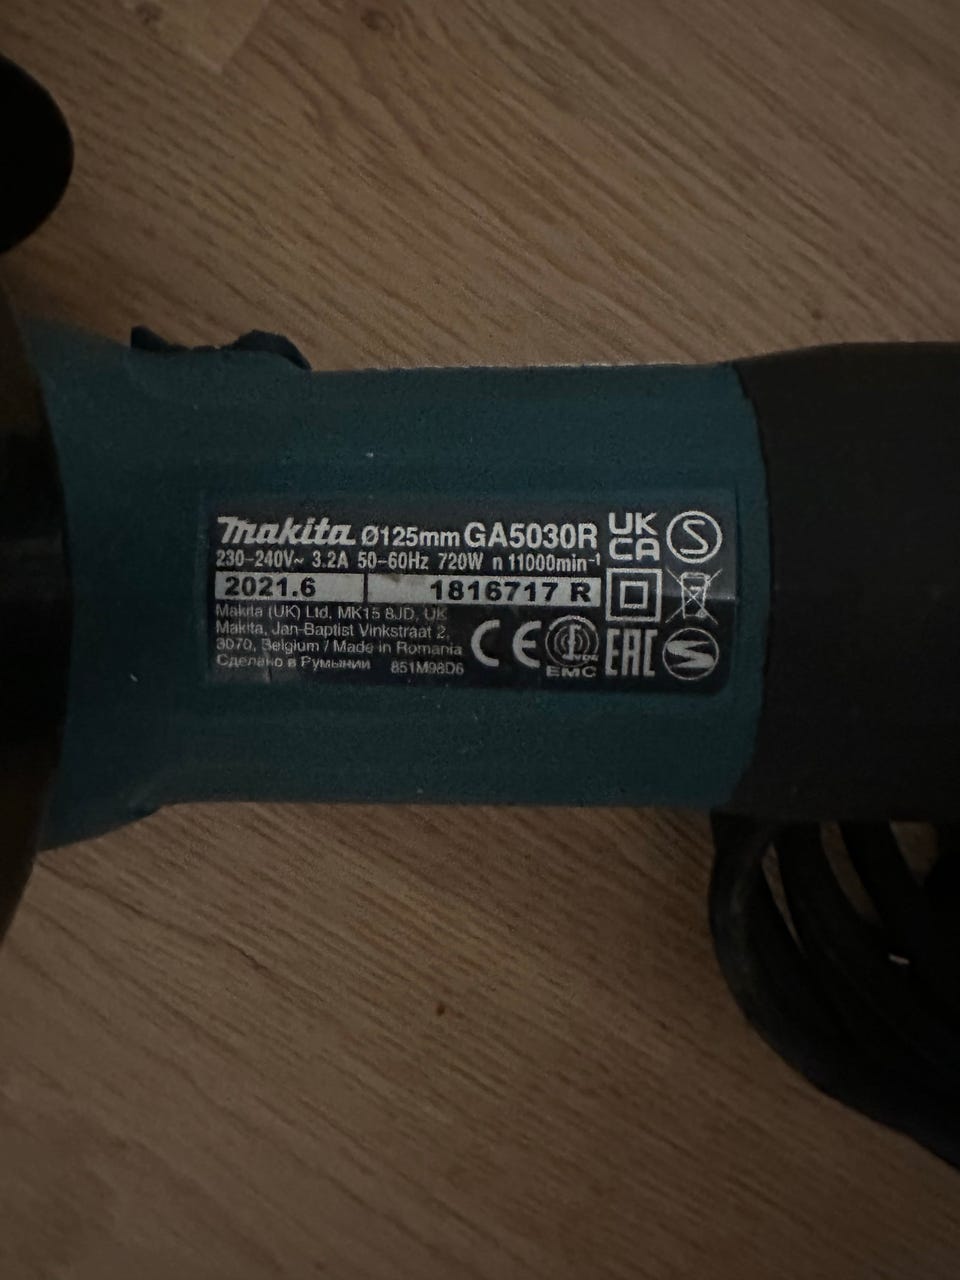 makita Ø125mm GA5030R
230-240V~ 3.2A 50-60Hz 720W n 11000min⁻¹
2021.6 1816717 R
Makita (UK) Ltd, MK15 8JD, UK
Makita, Jan-Baptist Vinkstraat 2,
3070, Belgium / Made in Romania
Сделано в Румынии 851M98D6
UK
CA
S
CE
VDE
EMC
EAC